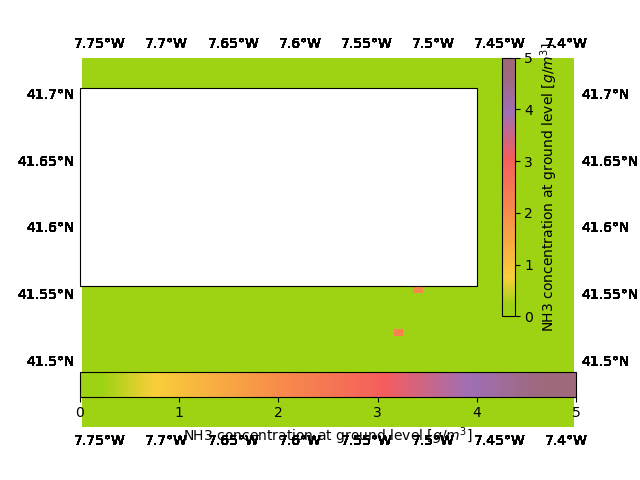 7.75°W 7.7°W 7.65°W 7.6°W 7.55°W 7.5°W 7.45°W 7.4°W
41.7°N 41.7°N
41.65°N 41.65°N
41.6°N 41.6°N
41.55°N 41.55°N
41.5°N 41.5°N
5
4
3
2
1
0
NH3 concentration at ground level [g/m³]
0 1 2 3 4 5
NH3 concentration at ground level [g/m³]
7.75°W 7.7°W 7.65°W 7.6°W 7.55°W 7.5°W 7.45°W 7.4°W